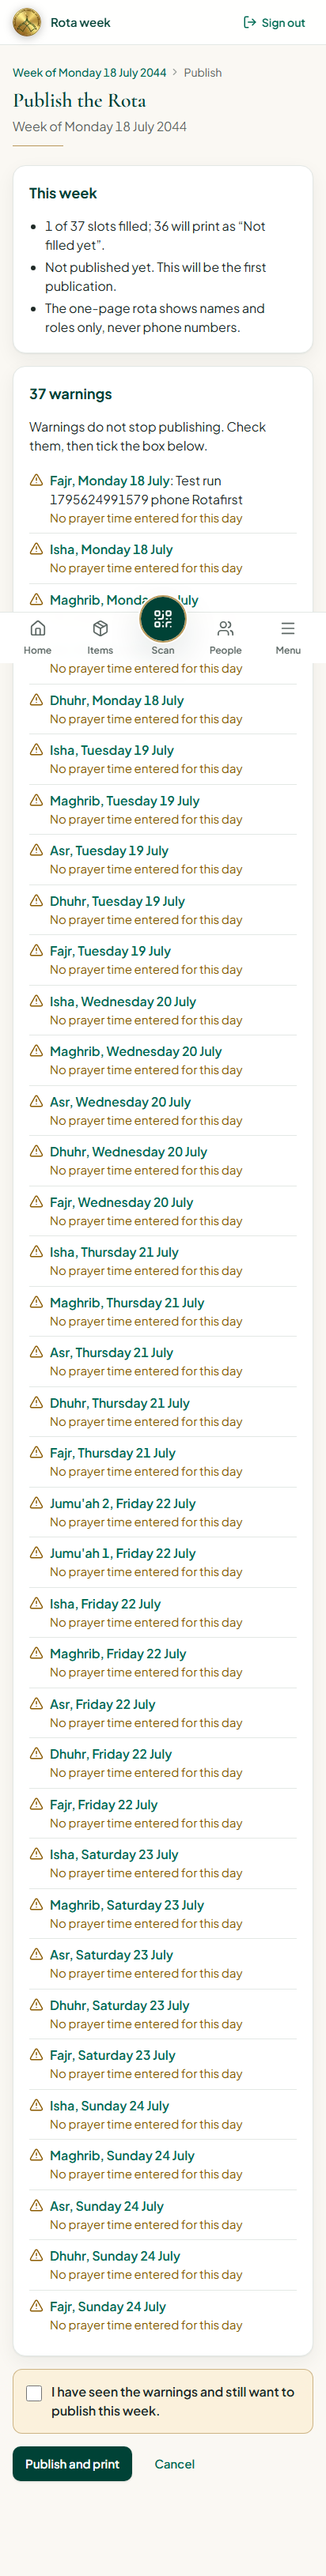 Rota week
Sign out
Week of Monday 18 July 2044 > Publish
Publish the Rota
Week of Monday 18 July 2044
This week
1 of 37 slots filled; 36 will print as “Not
filled yet”.
Not published yet. This will be the first
publication.
The one-page rota shows names and
roles only, never phone numbers.
37 warnings
Warnings do not stop publishing. Check
them, then tick the box below.
Fajr, Monday 18 July: Test run
1795624991579 phone Rotafirst
No prayer time entered for this day
Isha, Monday 18 July
No prayer time entered for this day
Maghrib, Monday
July
Home
Items
Scan
People
Menu
No prayer time entered for this day
Dhuhr, Monday 18 July
No prayer time entered for this day
Isha, Tuesday 19 July
No prayer time entered for this day
Maghrib, Tuesday 19 July
No prayer time entered for this day
Asr, Tuesday 19 July
No prayer time entered for this day
Dhuhr, Tuesday 19 July
No prayer time entered for this day
Fajr, Tuesday 19 July
No prayer time entered for this day
Isha, Wednesday 20 July
No prayer time entered for this day
Maghrib, Wednesday 20 July
No prayer time entered for this day
Asr, Wednesday 20 July
No prayer time entered for this day
Dhuhr, Wednesday 20 July
No prayer time entered for this day
Fajr, Wednesday 20 July
No prayer time entered for this day
Isha, Thursday 21 July
No prayer time entered for this day
Maghrib, Thursday 21 July
No prayer time entered for this day
Asr, Thursday 21 July
No prayer time entered for this day
Dhuhr, Thursday 21 July
No prayer time entered for this day
Fajr, Thursday 21 July
No prayer time entered for this day
Jumu'ah 2, Friday 22 July
No prayer time entered for this day
Jumu'ah 1, Friday 22 July
No prayer time entered for this day
Isha, Friday 22 July
No prayer time entered for this day
Maghrib, Friday 22 July
No prayer time entered for this day
Asr, Friday 22 July
No prayer time entered for this day
Dhuhr, Friday 22 July
No prayer time entered for this day
Fajr, Friday 22 July
No prayer time entered for this day
Isha, Saturday 23 July
No prayer time entered for this day
Maghrib, Saturday 23 July
No prayer time entered for this day
Asr, Saturday 23 July
No prayer time entered for this day
Dhuhr, Saturday 23 July
No prayer time entered for this day
Fajr, Saturday 23 July
No prayer time entered for this day
Isha, Sunday 24 July
No prayer time entered for this day
Maghrib, Sunday 24 July
No prayer time entered for this day
Asr, Sunday 24 July
No prayer time entered for this day
Dhuhr, Sunday 24 July
No prayer time entered for this day
Fajr, Sunday 24 July
No prayer time entered for this day
I have seen the warnings and still want to
publish this week.
Publish and print
Cancel